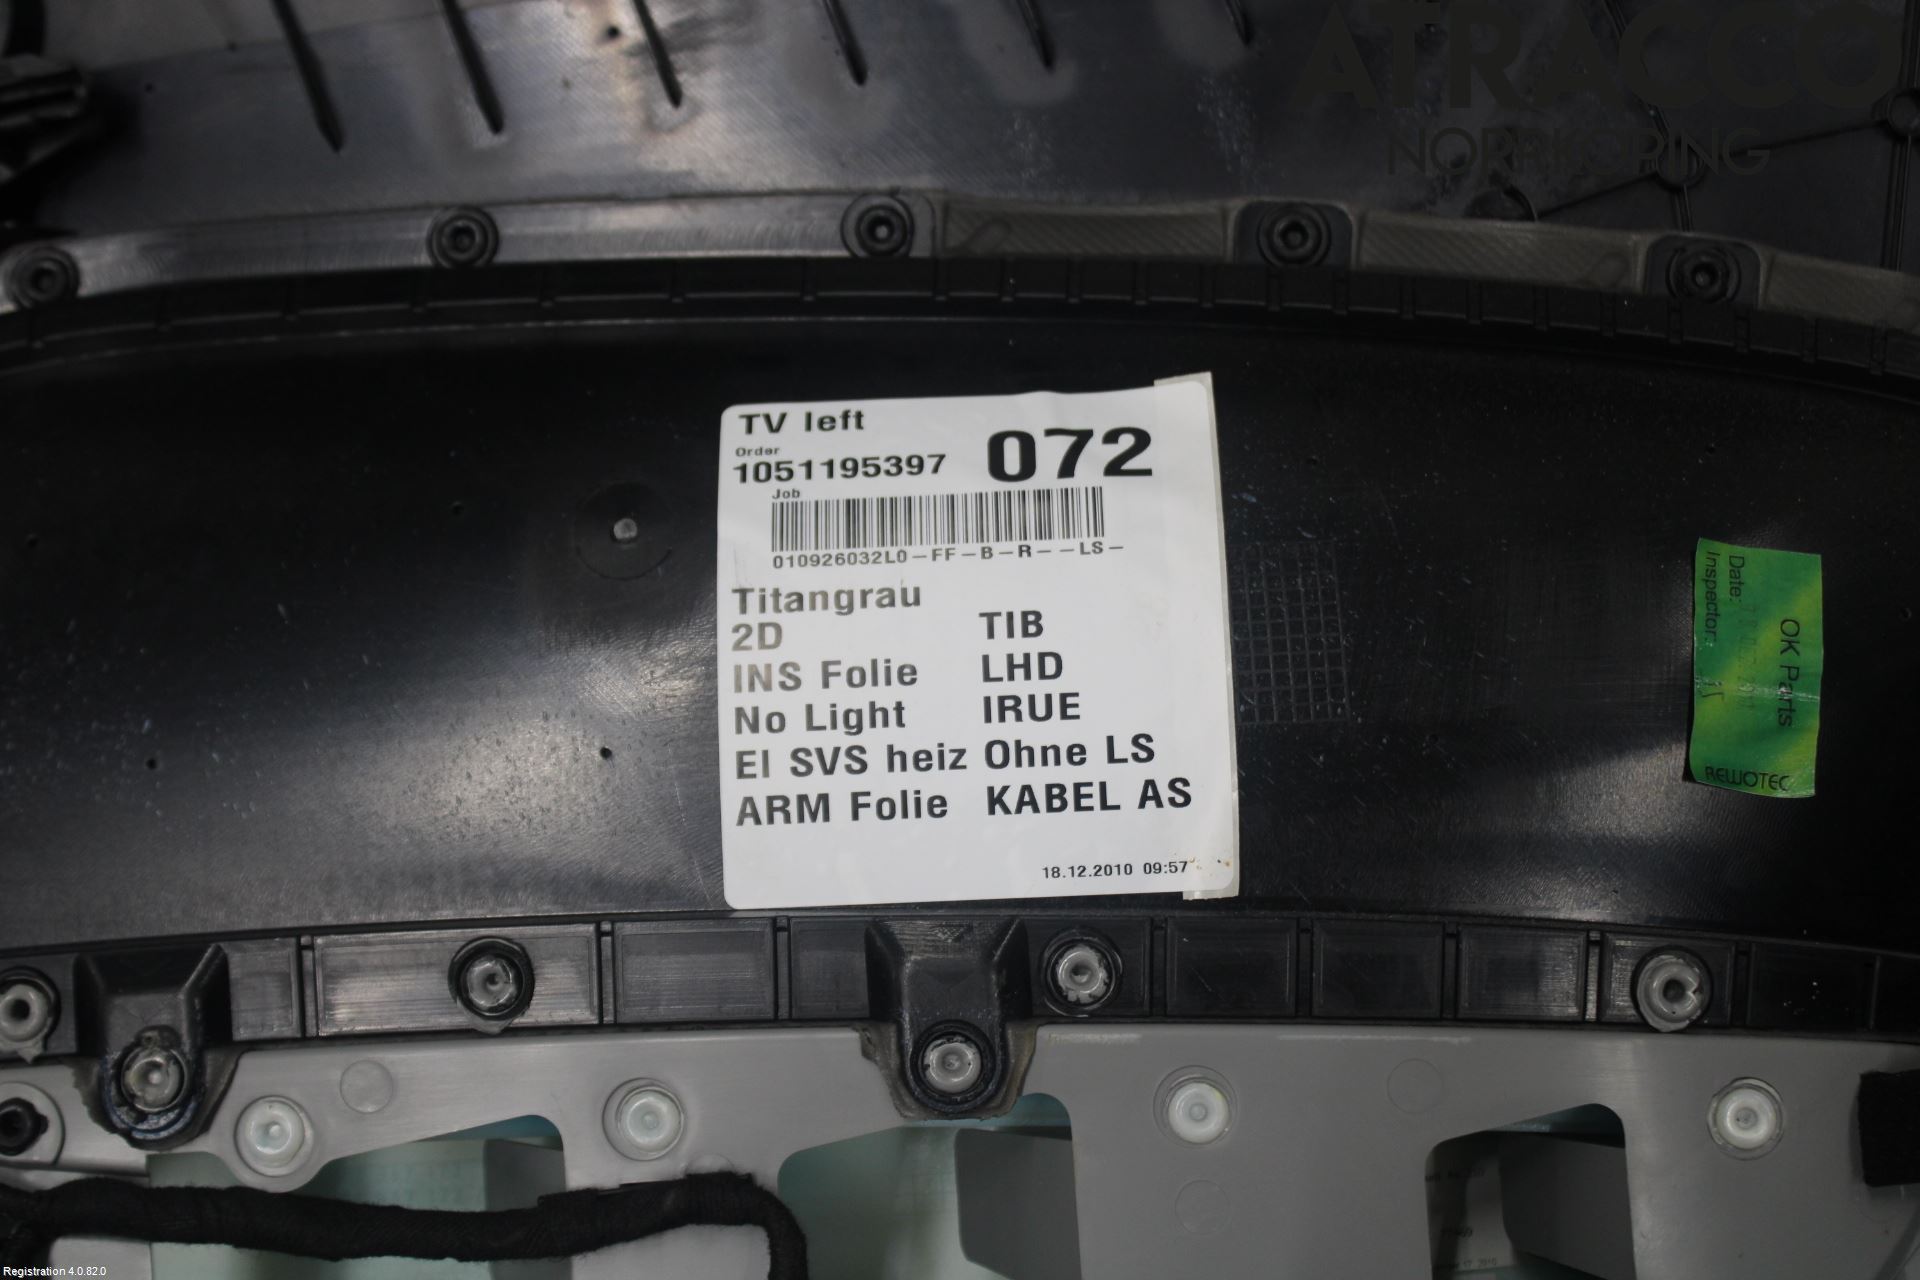 ATRACCO
NORRKÖPING
TV left
Order
1051195397
072
Job
010926032L0-FF-B-R--LS-
Titangrau
2D
TIB
INS Folie
LHD
No Light
IRUE
EI SVS heiz
Ohne LS
ARM Folie
KABEL AS
18.12.2010 09:57
OK Parts
Date:
Inspector:
REWOTEC
Registration 4.0.82.0